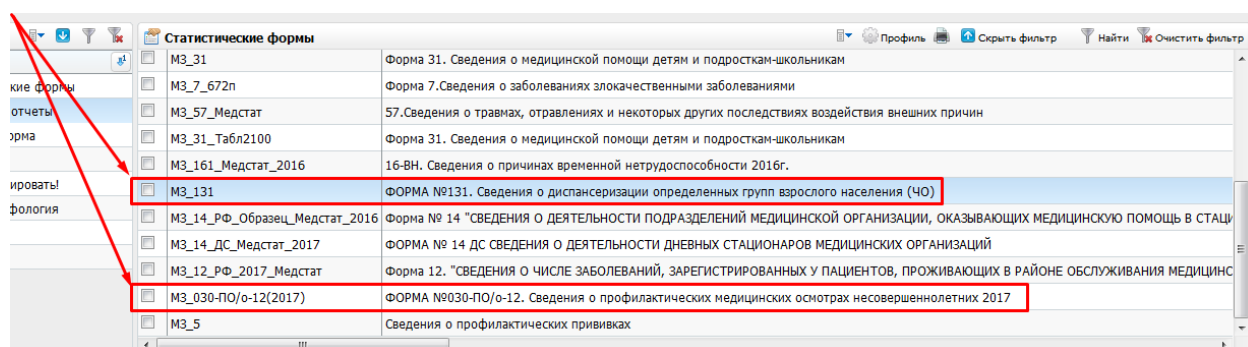 Статистические формы
Профиль Скрыть фильтр Найти Очистить фильтр
МЗ_31 Форма 31. Сведения о медицинской помощи детям и подросткам-школьникам
кие формы МЗ_7_672п Форма 7.Сведения о заболеваниях злокачественными заболеваниями
отчеты МЗ_57_Медстат 57.Сведения о травмах, отравлениях и некоторых других последствиях воздействия внешних причин
орма МЗ_31_Табл2100 Форма 31. Сведения о медицинской помощи детям и подросткам-школьникам
МЗ_161_Медстат_2016 16-ВН. Сведения о причинах временной нетрудоспособности 2016г.
ировать! МЗ_131 ФОРМА №131. Сведения о диспансеризации определенных групп взрослого населения (ЧО)
фология МЗ_14_РФ_Образец_Медстат_2016 Форма № 14 "СВЕДЕНИЯ О ДЕЯТЕЛЬНОСТИ ПОДРАЗДЕЛЕНИЙ МЕДИЦИНСКОЙ ОРГАНИЗАЦИИ, ОКАЗЫВАЮЩИХ МЕДИЦИНСКУЮ ПОМОЩЬ В СТАЦИ
МЗ_14_ДС_Медстат_2017 ФОРМА № 14 ДС СВЕДЕНИЯ О ДЕЯТЕЛЬНОСТИ ДНЕВНЫХ СТАЦИОНАРОВ МЕДИЦИНСКИХ ОРГАНИЗАЦИЙ
МЗ_12_РФ_2017_Медстат Форма 12. "СВЕДЕНИЯ О ЧИСЛЕ ЗАБОЛЕВАНИЙ, ЗАРЕГИСТРИРОВАННЫХ У ПАЦИЕНТОВ, ПРОЖИВАЮЩИХ В РАЙОНЕ ОБСЛУЖИВАНИЯ МЕДИЦИНС
МЗ_030-ПО/о-12(2017) ФОРМА №030-ПО/о-12. Сведения о профилактических медицинских осмотрах несовершеннолетних 2017
МЗ_5 Сведения о профилактических прививках